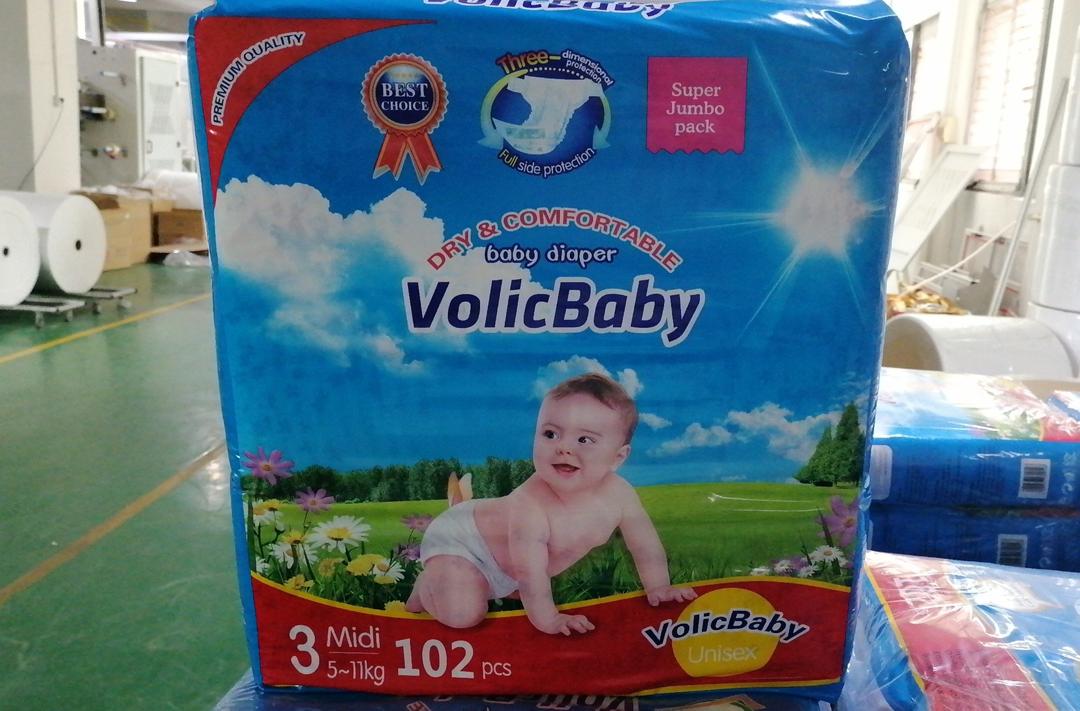 VolicBaby
PREMIUM QUALITY
BEST
CHOICE
Three-dimensional
protection
Full side protection
Super
Jumbo
pack
DRY & COMFORTABLE
baby diaper
VolicBaby
3 Midi
5~11kg
102 pcs
VolicBaby
Unisex